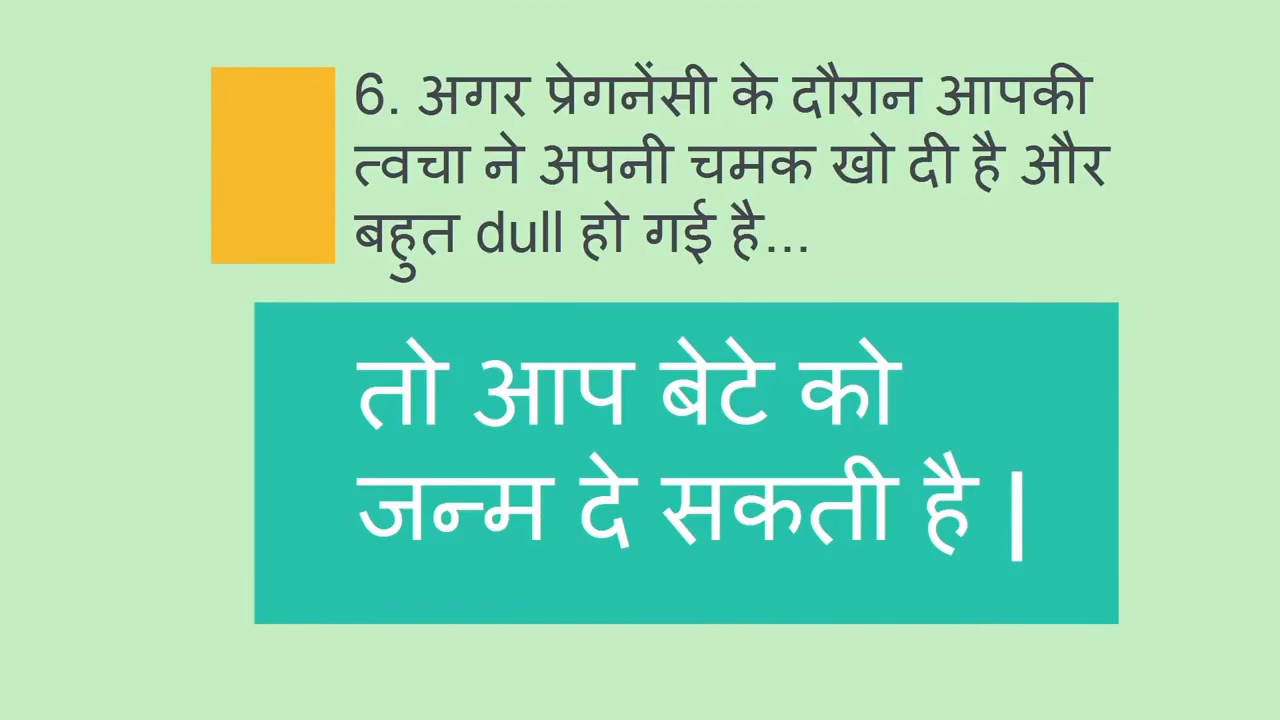 6. अगर प्रेगनेंसी के दौरान आपकी
त्वचा ने अपनी चमक खो दी है और
बहुत dull हो गई है...
तो आप बेटे को
जन्म दे सकती है |